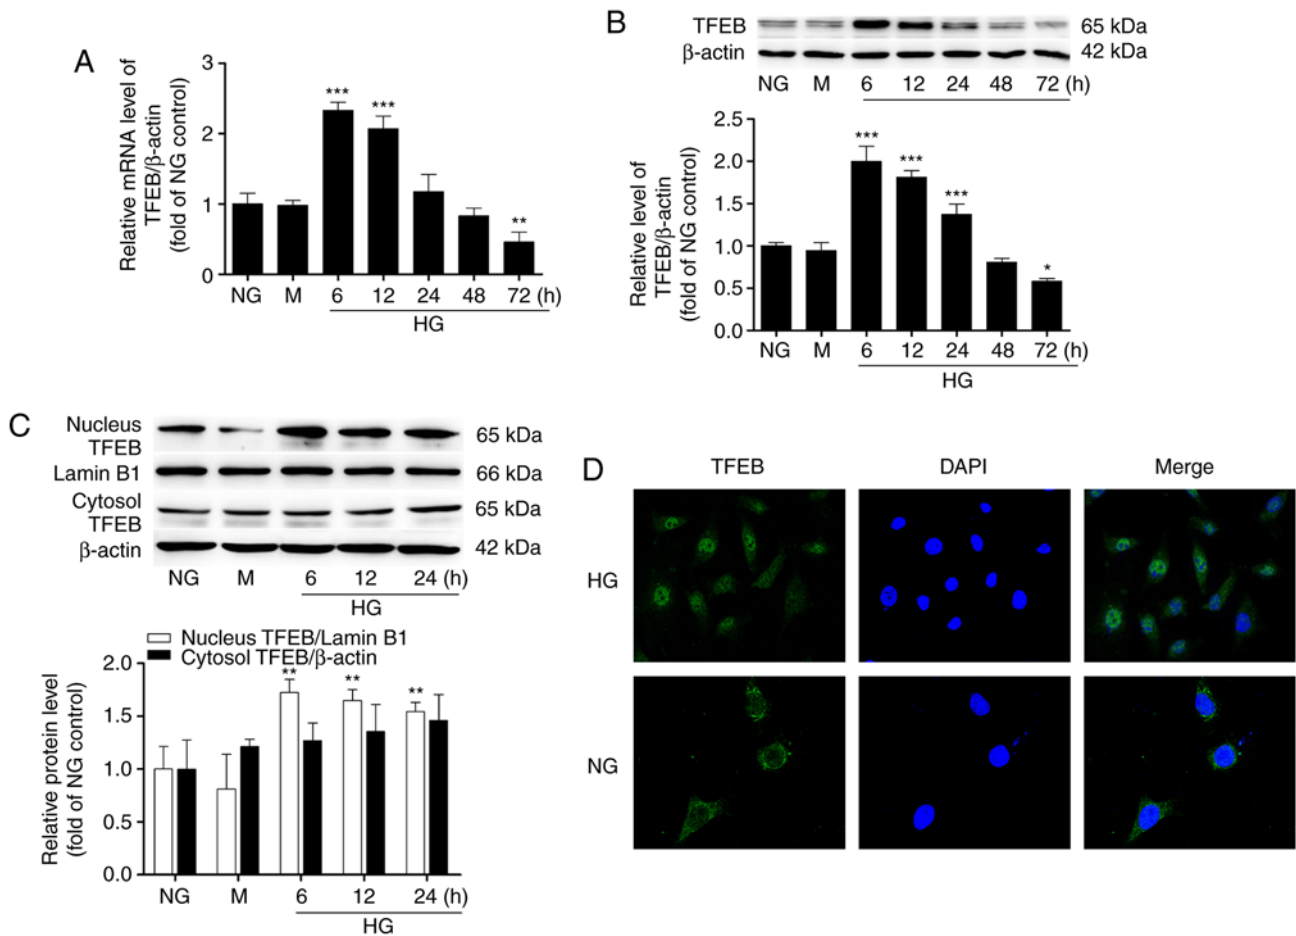 A
Relative mRNA level of
TFEB/β-actin
(fold of NG control)
3
2
1
0
***
***
**
NG M 6 12 24 48 72 (h)
HG
B
TFEB 65 kDa
β-actin 42 kDa
NG M 6 12 24 48 72 (h)
Relative level of
TFEB/β-actin
(fold of NG control)
2.5
2.0
1.5
1.0
0.5
0.0
***
***
***
*
NG M 6 12 24 48 72 (h)
HG
C
Nucleus
TFEB 65 kDa
Lamin B1 66 kDa
Cytosol
TFEB 65 kDa
β-actin 42 kDa
NG M 6 12 24 (h)
HG
Nucleus TFEB/Lamin B1
Cytosol TFEB/β-actin
Relative protein level
(fold of NG control)
2.0
1.5
1.0
0.5
0.0
**
**
**
NG M 6 12 24 (h)
HG
D
TFEB DAPI Merge
HG
NG